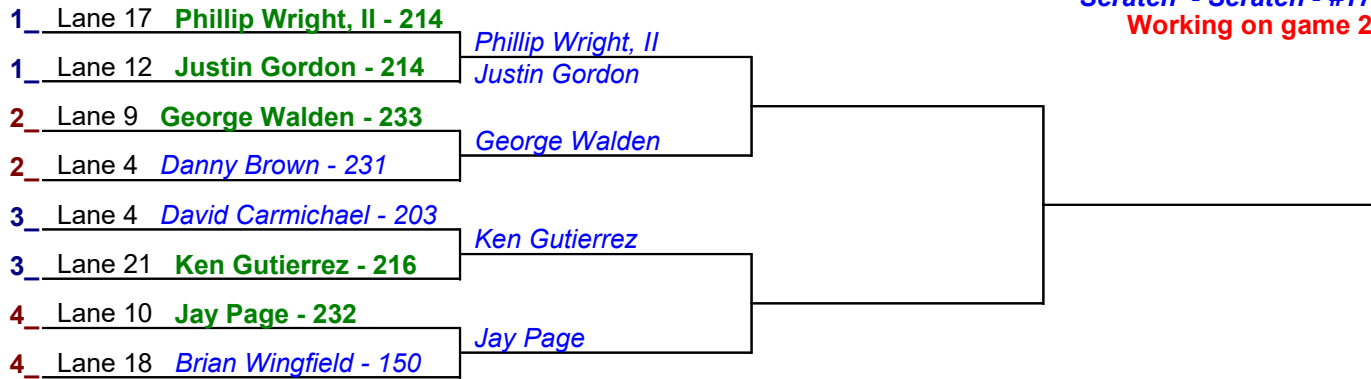 Scratch - Scratch - #17
Working on game 2
1_ Lane 17 Phillip Wright, II - 214
Phillip Wright, II
1_ Lane 12 Justin Gordon - 214
Justin Gordon
2_ Lane 9 George Walden - 233
George Walden
2_ Lane 4 Danny Brown - 231
3_ Lane 4 David Carmichael - 203
Ken Gutierrez
3_ Lane 21 Ken Gutierrez - 216
4_ Lane 10 Jay Page - 232
Jay Page
4_ Lane 18 Brian Wingfield - 150